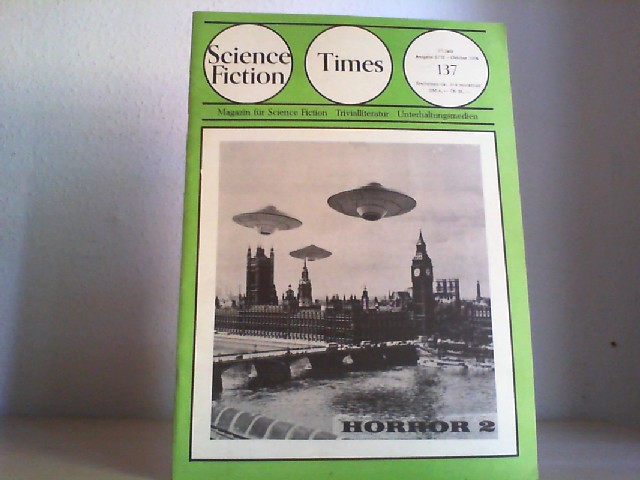 Science
Fiction
Times
137
Magazin für Science Fiction Trivialliteratur Unterhaltungsmedien
HORROR 2